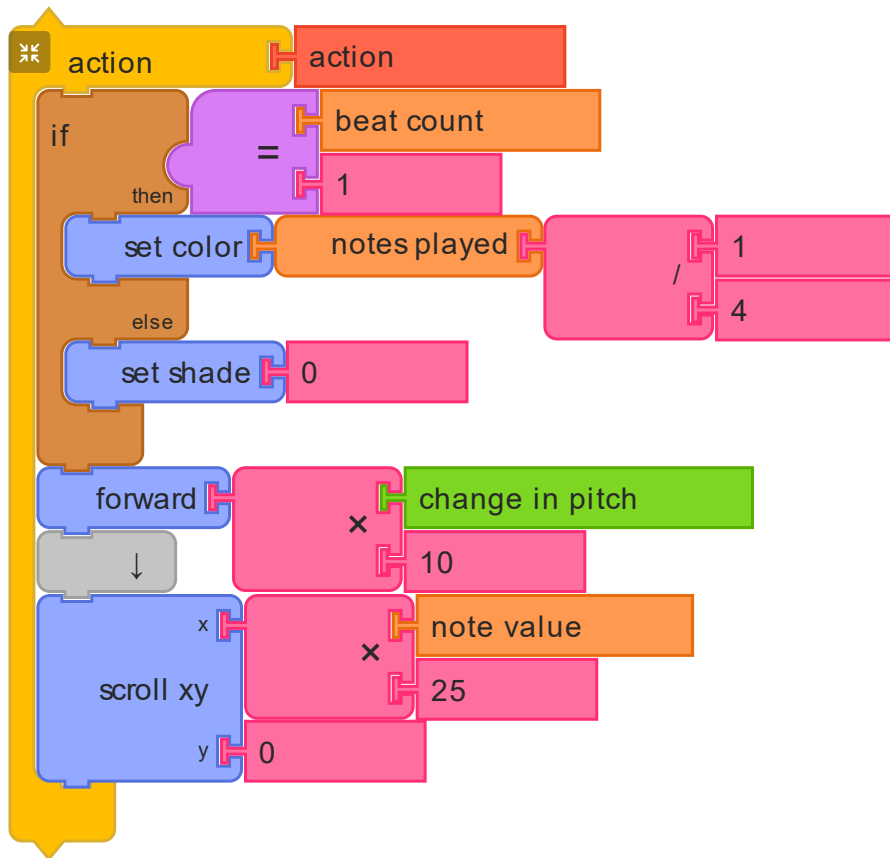 action action
if
= beat count
1
then
set color notes played / 1
4
else
set shade 0
forward × change in pitch
10
↓
x × note value
25
scroll xy
y 0